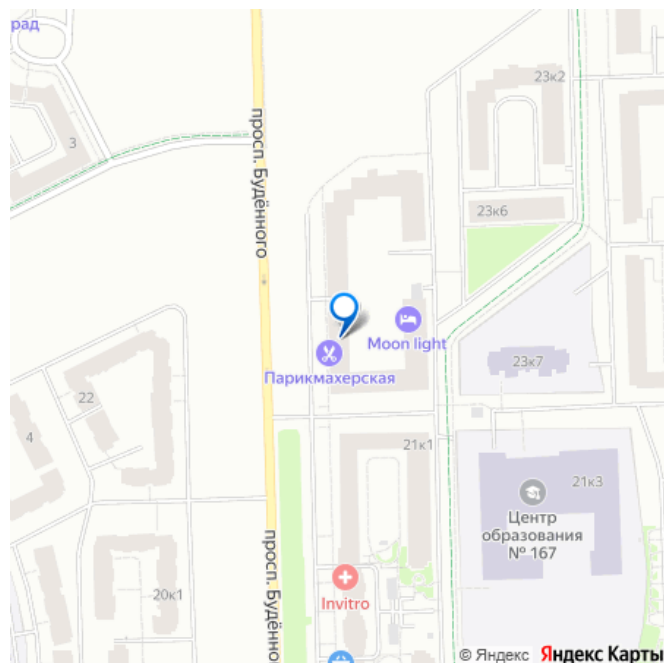 рад
23к2
3
просп. Будённого
23к6
Moon light
Парикмахерская
23к7
22
4
21к1
21к3
Центр
образования
№ 167
просп. Будённого
20к1
Invitro
© Яндекс Яндекс Карты